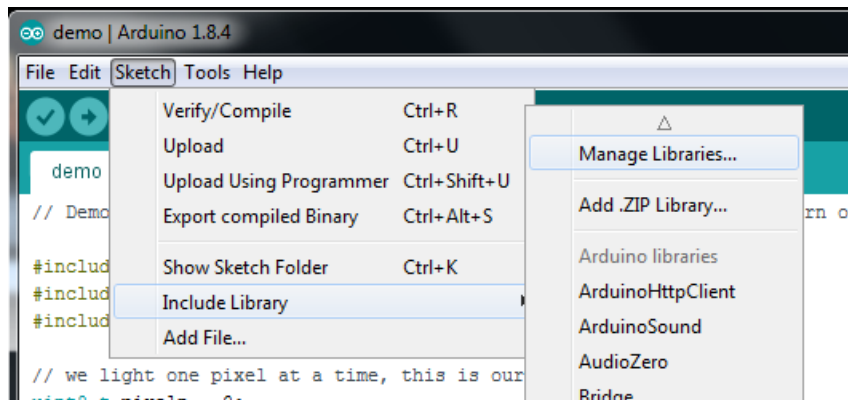 demo | Arduino 1.8.4
File Edit Sketch Tools Help
Verify/Compile Ctrl+R
Upload Ctrl+U
Upload Using Programmer Ctrl+Shift+U
Export compiled Binary Ctrl+Alt+S
Show Sketch Folder Ctrl+K
Include Library
Add File...
Manage Libraries...
Add .ZIP Library...
Arduino libraries
ArduinoHttpClient
ArduinoSound
AudioZero
Bridge
demo
// Demo
#includ
#includ
#includ
// we light one pixel at a time, this is our